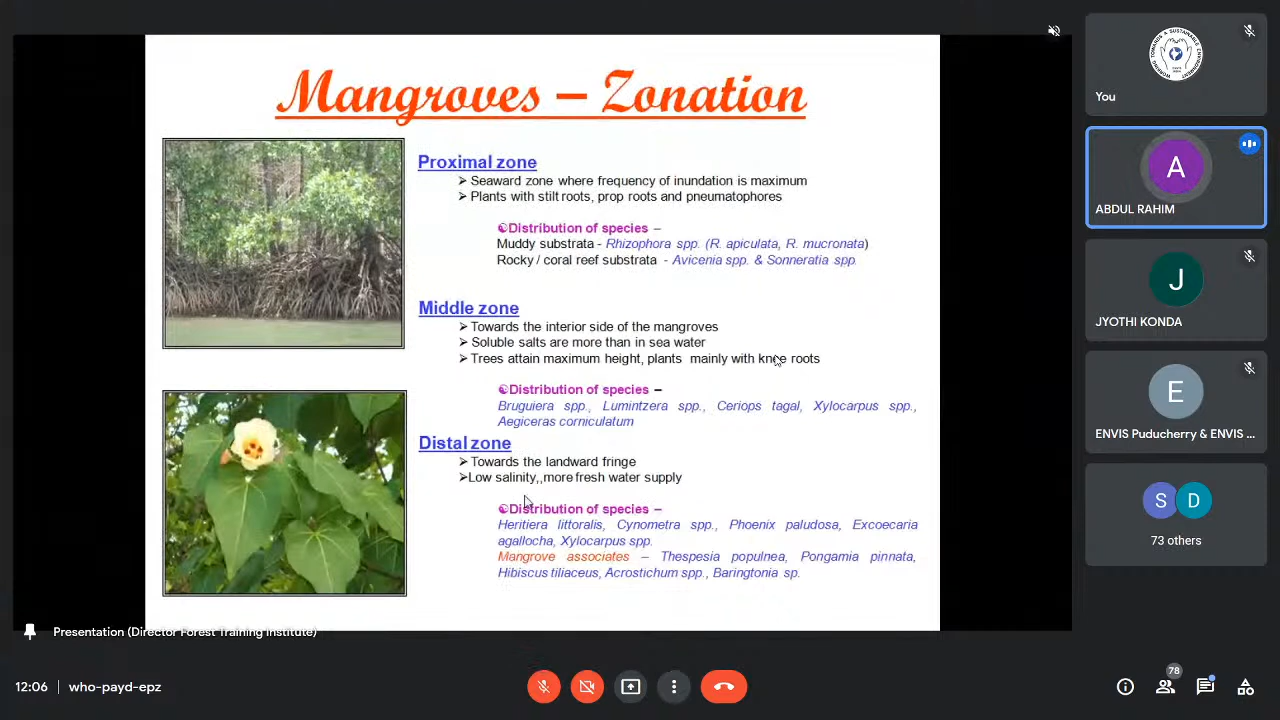 Mangroves – Zonation
Proximal zone
➢ Seaward zone where frequency of inundation is maximum
➢ Plants with stilt roots, prop roots and pneumatophores
Distribution of species –
Muddy substrata - Rhizophora spp. (R. apiculata, R. mucronata)
Rocky / coral reef substrata - Avicenia spp. & Sonneratia spp.
Middle zone
➢ Towards the interior side of the mangroves
➢ Soluble salts are more than in sea water
➢ Trees attain maximum height, plants mainly with knee roots
Distribution of species –
Bruguiera spp., Lumintzera spp., Ceriops tagal, Xylocarpus spp.,
Aegiceras corniculatum
Distal zone
➢ Towards the landward fringe
➢Low salinity,,more fresh water supply
Distribution of species –
Heritiera littoralis, Cynometra spp., Phoenix paludosa, Excoecaria
agallocha, Xylocarpus spp.
Mangrove associates – Thespesia populnea, Pongamia pinnata,
Hibiscus tiliaceus, Acrostichum spp., Baringtonia sp.
Presentation (Director Forest Training Institute)
12:06 | who-payd-epz
You
A
ABDUL RAHIM
J
JYOTHI KONDA
E
ENVIS Puducherry & ENVIS ...
S D
73 others
78